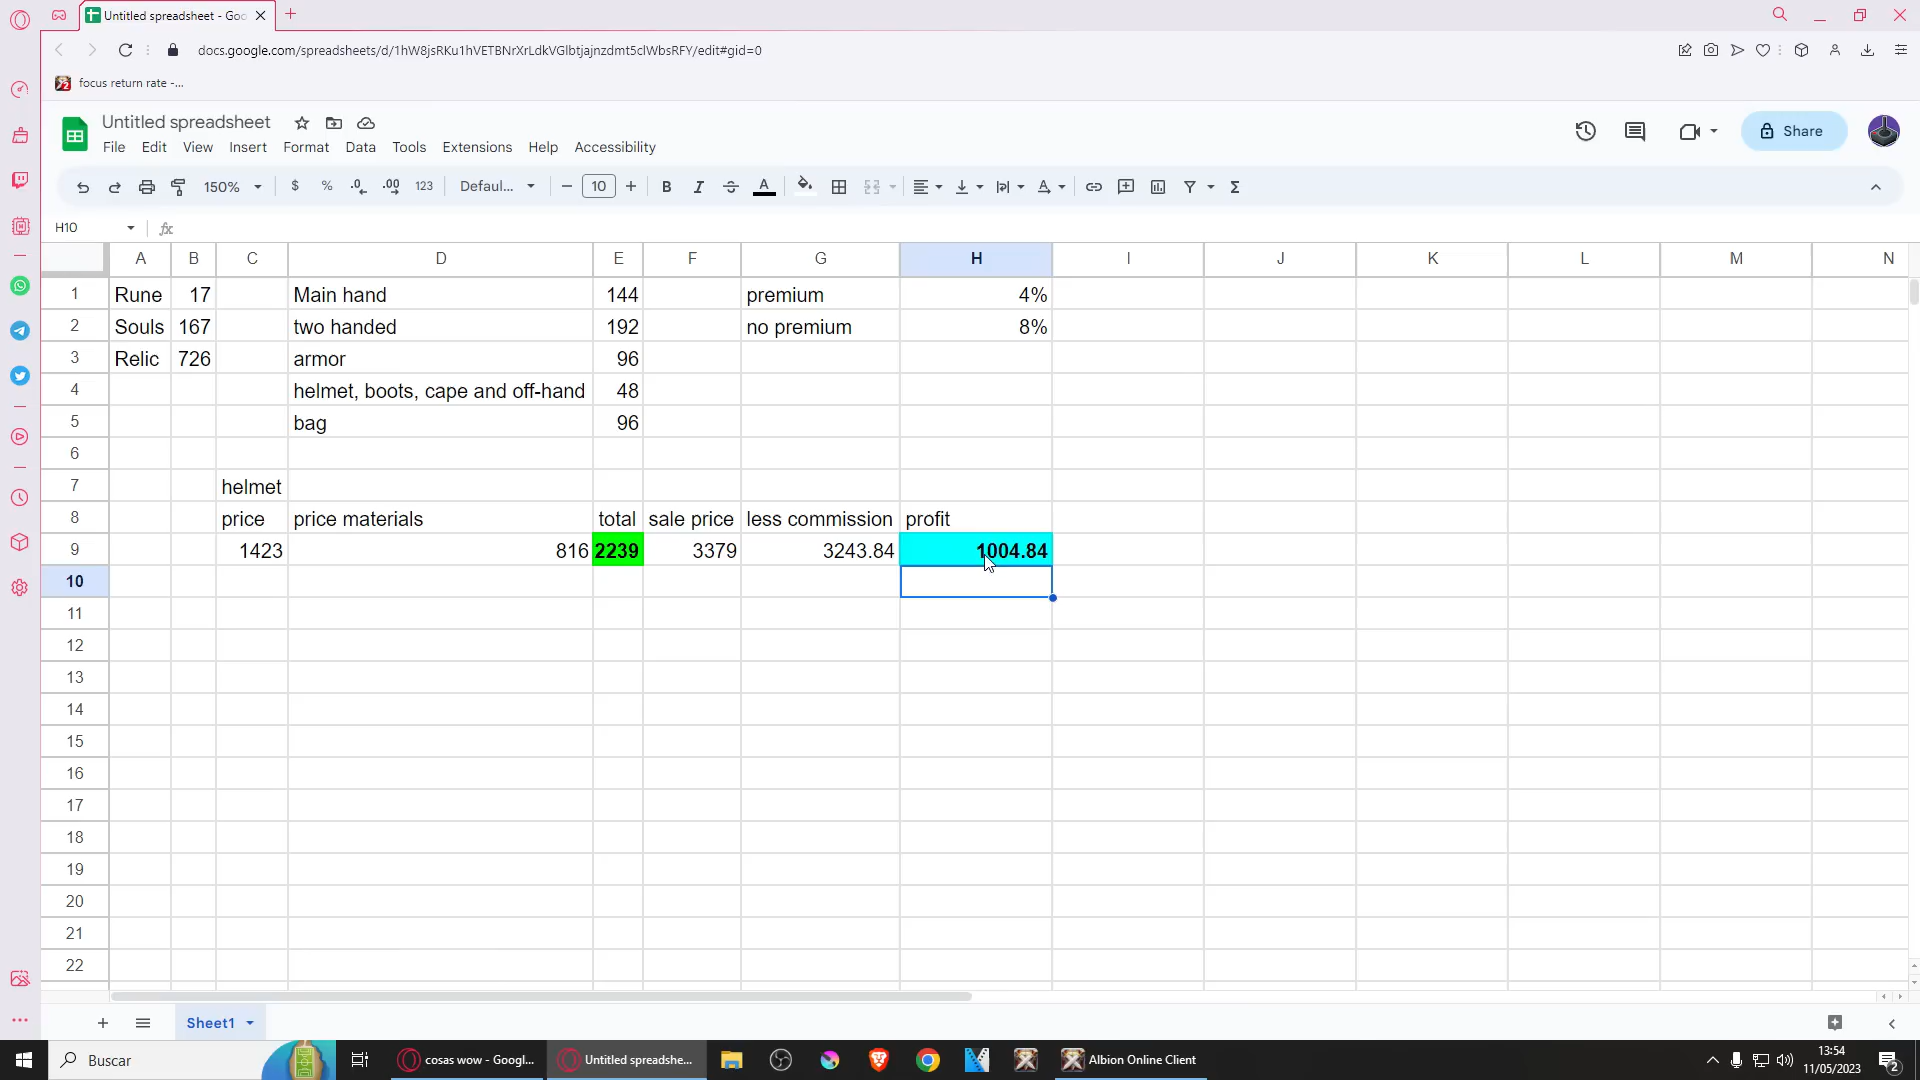 Untitled spreadsheet - Goo
docs.google.com/spreadsheets/d/1hW8jsRKu1hVETBNrXrLdkVGlbtjajnzdmt5clWbsRFY/edit#gid=0
focus return rate -...
Untitled spreadsheet
File Edit View Insert Format Data Tools Extensions Help Accessibility
Share
150% $ % .0 .00 123 Defaul... 10 B I A
H10 fx
A B C D E F G H I J K L M N
1 Rune 17 Main hand 144 premium 4%
2 Souls 167 two handed 192 no premium 8%
3 Relic 726 armor 96
4 helmet, boots, cape and off-hand 48
5 bag 96
6
7 helmet
8 price price materials total sale price less commission profit
9 1423 816 2239 3379 3243.84 1004.84
10
11
12
13
14
15
16
17
18
19
20
21
22
Sheet1
Buscar
cosas wow - Googl...
Untitled spreadshe...
Albion Online Client
13:54
11/05/2023
2